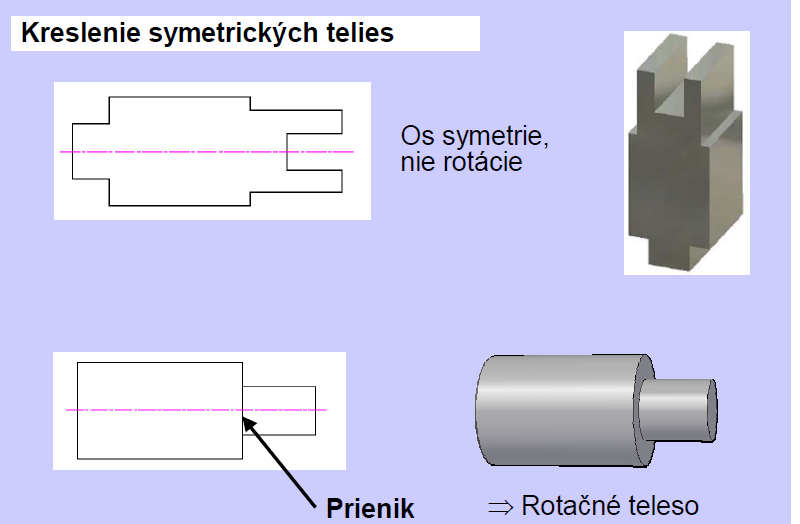 Kreslenie symetrických telies
Os symetrie,
nie rotácie
Prienik
⇒ Rotačné teleso